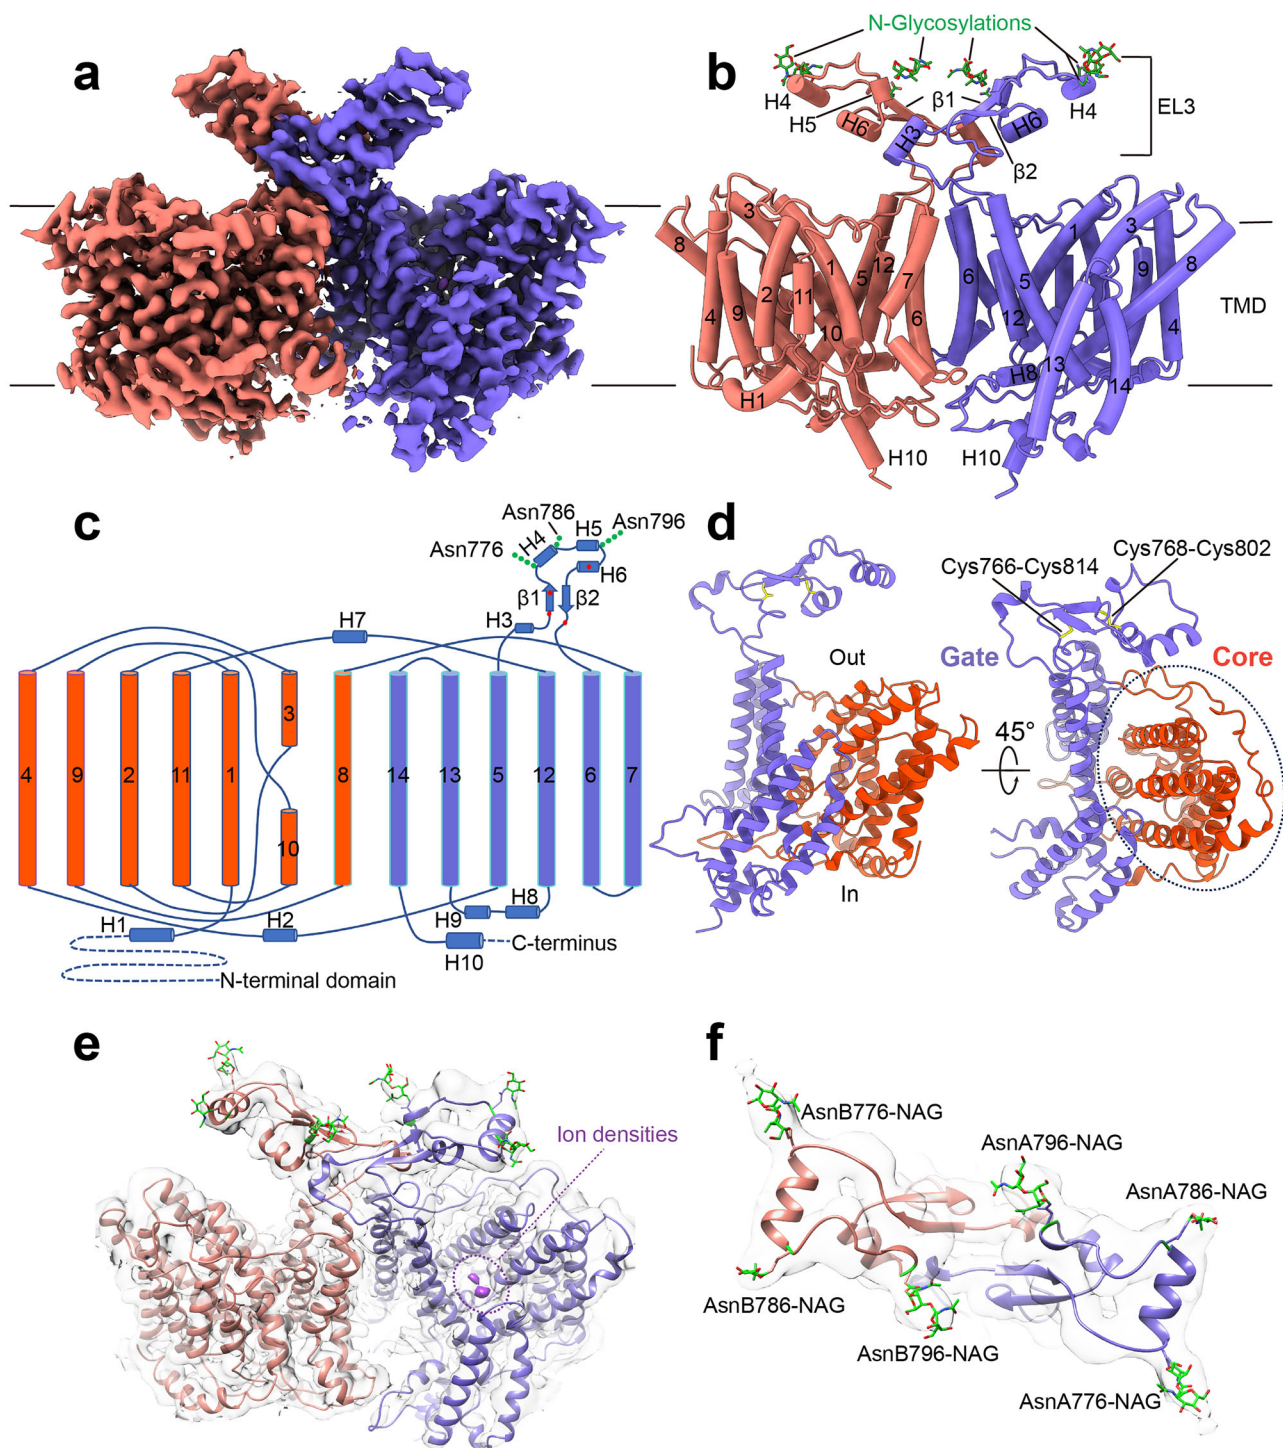 a
b
N-Glycosylations
H4
H5
H6
H3
β1
H6
H4
β2
EL3
3
8
4
9
2
11
1
10
5
12
7
6
6
5
1
3
9
8
12
4
13
14
H8
H1
H10
H10
TMD
c
Asn776
Asn786
H4
H5
Asn796
H6
β1
β2
H3
H7
4
9
2
11
1
3
10
8
14
13
5
12
6
7
H1
H2
H9
H8
H10
C-terminus
N-terminal domain
d
Cys766-Cys814
Cys768-Cys802
Out
Gate
Core
45°
In
e
Ion densities
f
AsnB776-NAG
AsnA796-NAG
AsnA786-NAG
AsnB786-NAG
AsnB796-NAG
AsnA776-NAG